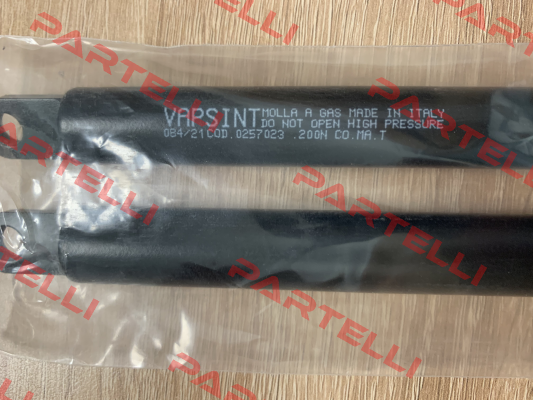 VAPSINT MOLLA A GAS MADE IN ITALY
DO NOT OPEN HIGH PRESSURE
084/21 COD.0257023 .200N CO.MA.T
PARTELLI
PARTELLI
PARTELLI
PARTELLI
PARTELLI
PARTELLI